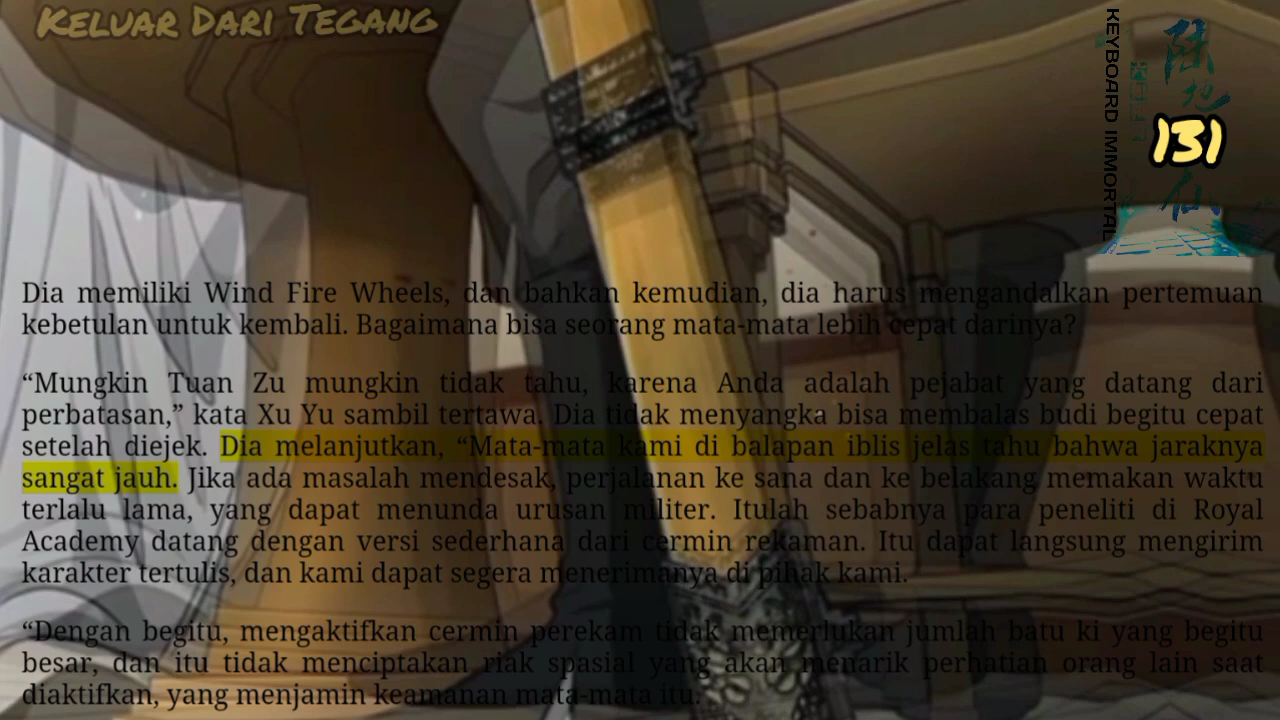 Keluar Dari Tegang
KEYBOARD IMMORTAL
陆地
131
仙
Dia memiliki Wind Fire Wheels, dan bahkan kemudian, dia harus mengandalkan pertemuan
kebetulan untuk kembali. Bagaimana bisa seorang mata-mata lebih cepat darinya?
“Mungkin Tuan Zu mungkin tidak tahu, karena Anda adalah pejabat yang datang dari
perbatasan,” kata Xu Yu sambil tertawa. Dia tidak menyangka bisa membalas budi begitu cepat
setelah diejek. Dia melanjutkan, “Mata-mata kami di balapan iblis jelas tahu bahwa jaraknya
sangat jauh. Jika ada masalah mendesak, perjalanan ke sana dan ke belakang memakan waktu
terlalu lama, yang dapat menunda urusan militer. Itulah sebabnya para peneliti di Royal
Academy datang dengan versi sederhana dari cermin rekaman. Itu dapat langsung mengirim
karakter tertulis, dan kami dapat segera menerimanya di pihak kami.
“Dengan begitu, mengaktifkan cermin perekam tidak memerlukan jumlah batu ki yang begitu
besar, dan itu tidak menciptakan riak spasial yang akan menarik perhatian orang lain saat
diaktifkan, yang menjamin keamanan mata-mata itu.